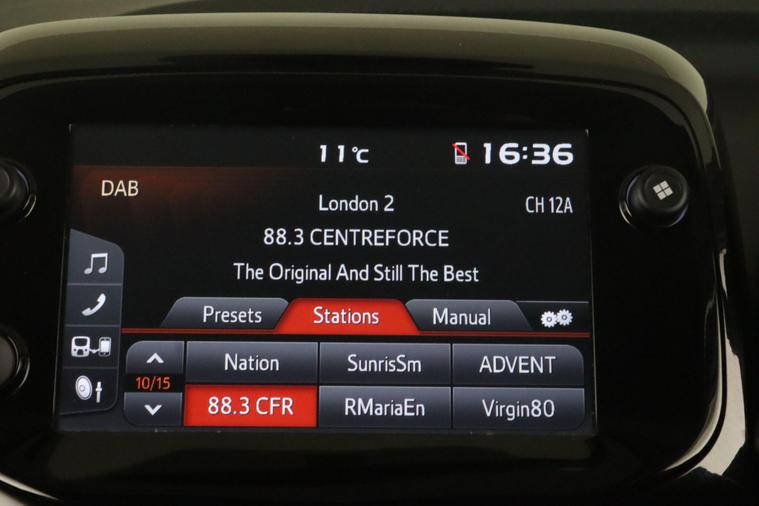 11°C 16:36
DAB
London 2 CH 12A
88.3 CENTREFORCE
The Original And Still The Best
Presets Stations Manual
Nation SunrisSm ADVENT
10/15
88.3 CFR RMariaEn Virgin80